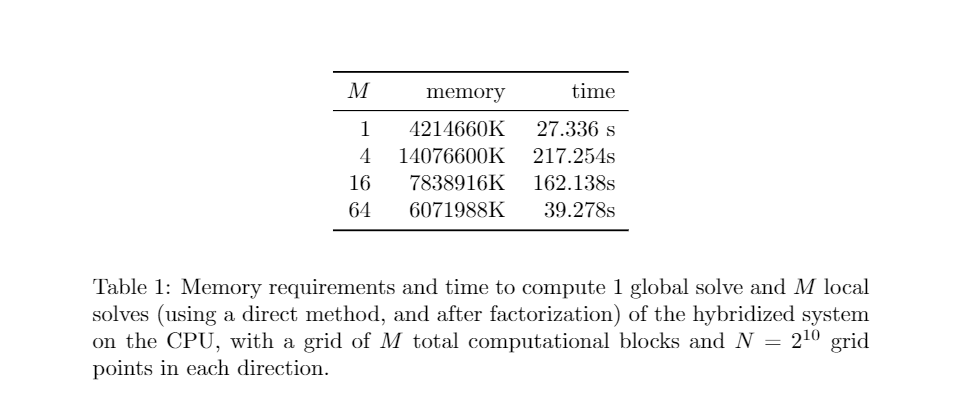 M memory time
1 4214660K 27.336 s
4 14076600K 217.254s
16 7838916K 162.138s
64 6071988K 39.278s
Table 1: Memory requirements and time to compute 1 global solve and M local
solves (using a direct method, and after factorization) of the hybridized system
on the CPU, with a grid of M total computational blocks and N = 2¹⁰ grid
points in each direction.